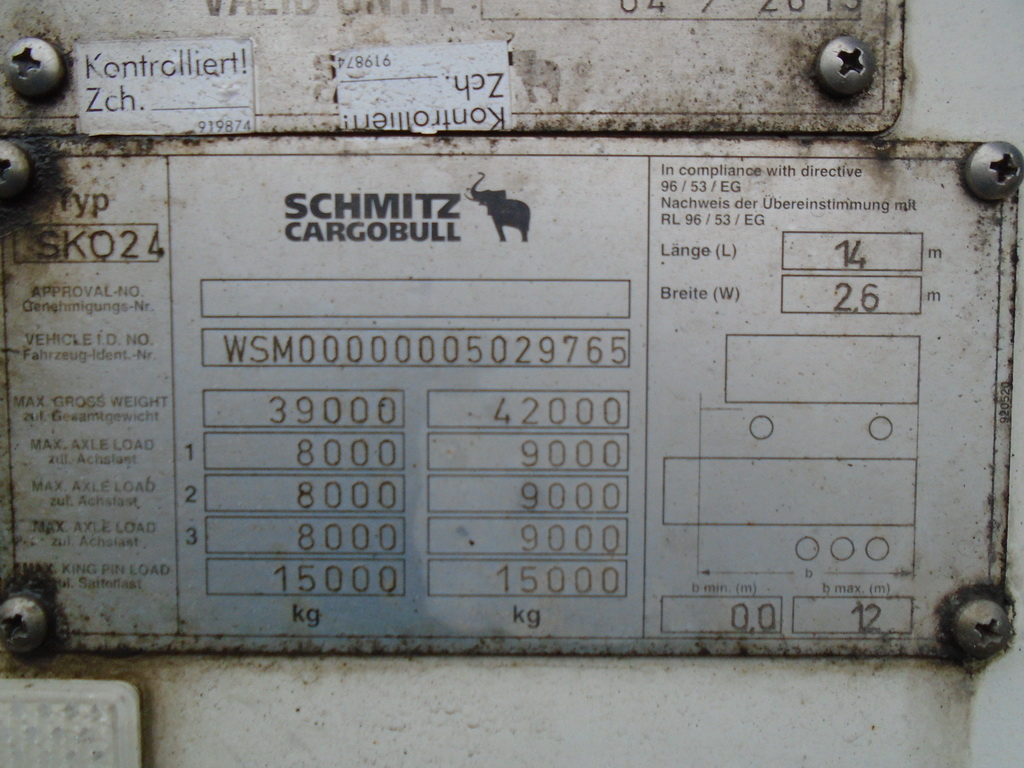 VALID UNTIL 04 / 2013
Kontrolliert!
Zch.
919874
Kontrolliert!
Zch.
919874
Typ
SKO24
SCHMITZ
CARGOBULL
APPROVAL-NO.
Genehmigungs-Nr.
VEHICLE I.D. NO.
Fahrzeug-Ident.-Nr.
WSM00000005029765
MAX. GROSS WEIGHT
zul. Gesamtgewicht
39000 42000
MAX. AXLE LOAD
zul. Achslast
1 8000 9000
MAX. AXLE LOAD
zul. Achslast
2 8000 9000
MAX. AXLE LOAD
zul. Achslast
3 8000 9000
MAX. KING PIN LOAD
zul. Sattellast
15000 15000
kg kg
In compliance with directive
96 / 53 / EG
Nachweis der Übereinstimmung mit
RL 96 / 53 / EG
Länge (L) 14 m
Breite (W) 2,6 m
b
b min. (m) b max. (m)
0,0 12
920520